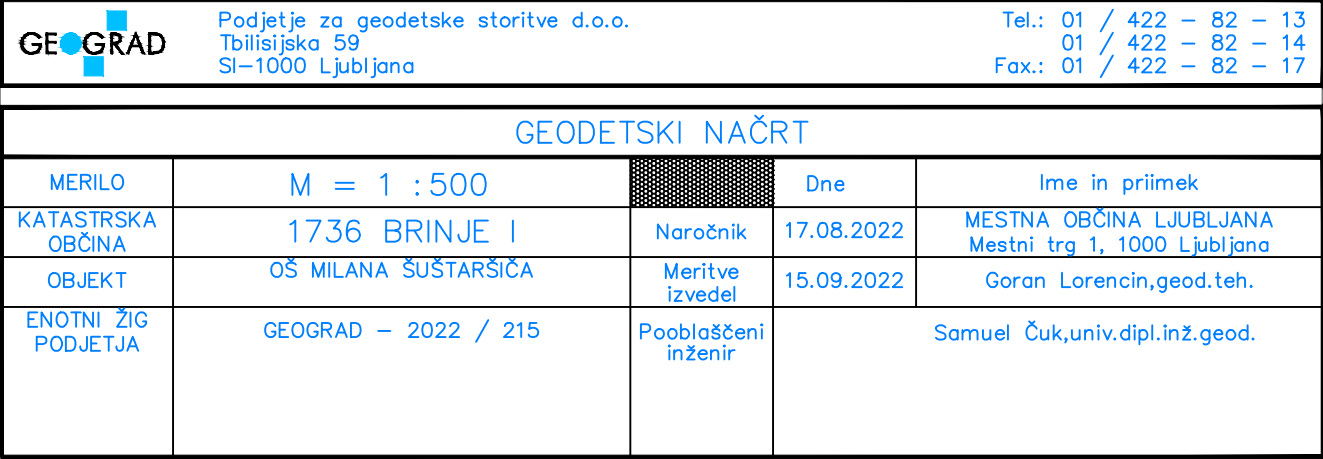 GEOGRAD
Podjetje za geodetske storitve d.o.o.
Tbilisijska 59
SI-1000 Ljubljana
Tel.: 01 / 422 - 82 - 13
01 / 422 - 82 - 14
Fax.: 01 / 422 - 82 - 17
GEODETSKI NAČRT
MERILO
M = 1 :500
Dne
Ime in priimek
KATASTRSKA
OBČINA
1736 BRINJE I
Naročnik
17.08.2022
MESTNA OBČINA LJUBLJANA
Mestni trg 1, 1000 Ljubljana
OBJEKT
OŠ MILANA ŠUŠTARŠIČA
Meritve
izvedel
15.09.2022
Goran Lorencin,geod.teh.
ENOTNI ŽIG
PODJETJA
GEOGRAD - 2022 / 215
Pooblaščeni
inženir
Samuel Čuk,univ.dipl.inž.geod.